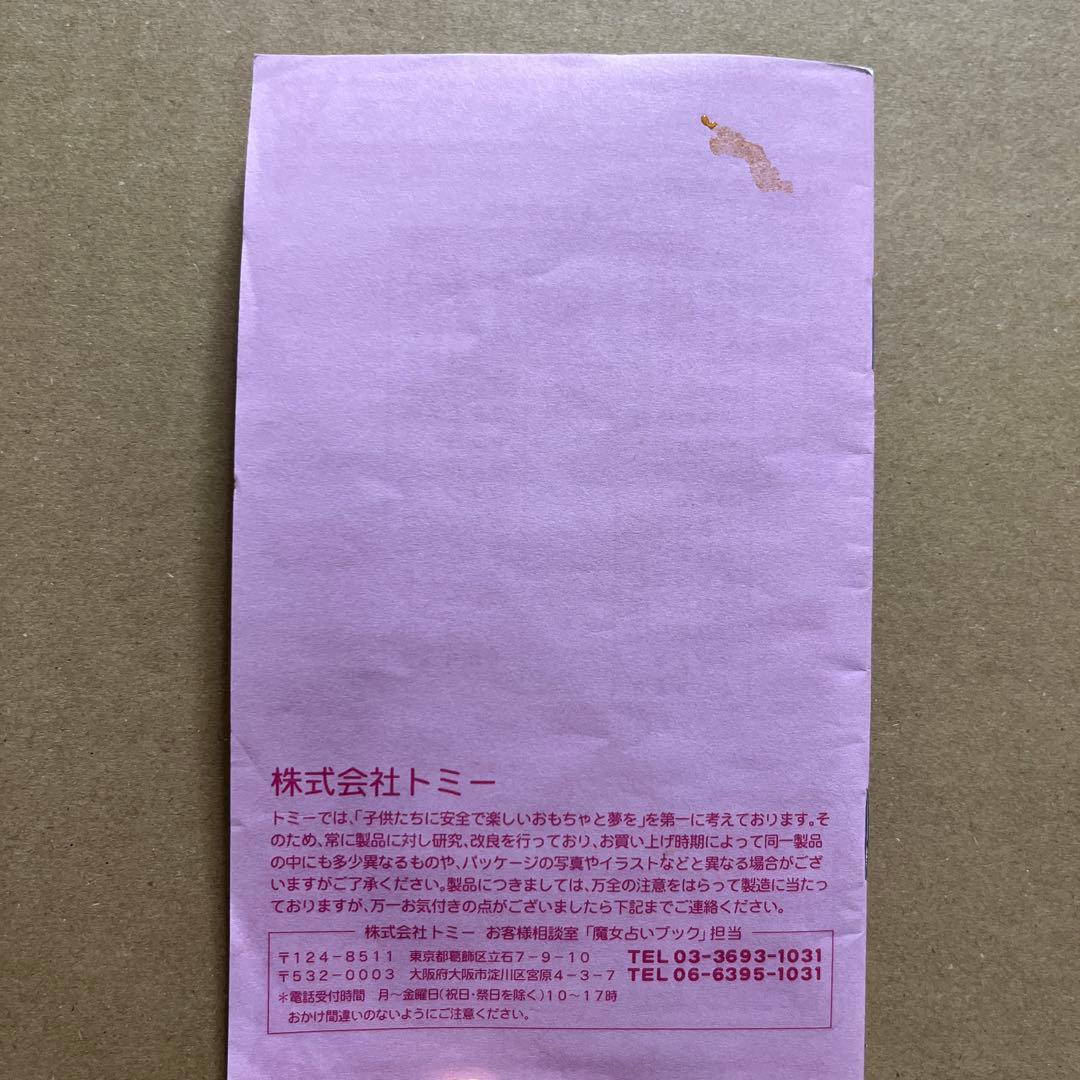 株式会社トミー
トミーでは、「子供たちに安全で楽しいおもちゃと夢を」を第一に考えております。そ
のため、常に製品に対し研究、改良を行っており、お買い上げ時期によって同一製品
の中にも多少異なるものや、パッケージの写真やイラストなどと異なる場合がござ
いますがご了承ください。製品につきましては、万全の注意をはらって製造に当たっ
ておりますが、万一お気付きの点がございましたら下記までご連絡ください。
株式会社トミー お客様相談室「魔女占いブック」担当
〒124-8511 東京都葛飾区立石7-9-10 TEL 03-3693-1031
〒532-0003 大阪府大阪市淀川区宮原4-3-7 TEL 06-6395-1031
＊電話受付時間 月〜金曜日(祝日・祭日を除く)10〜17時
おかけ間違いのないようにご注意ください。